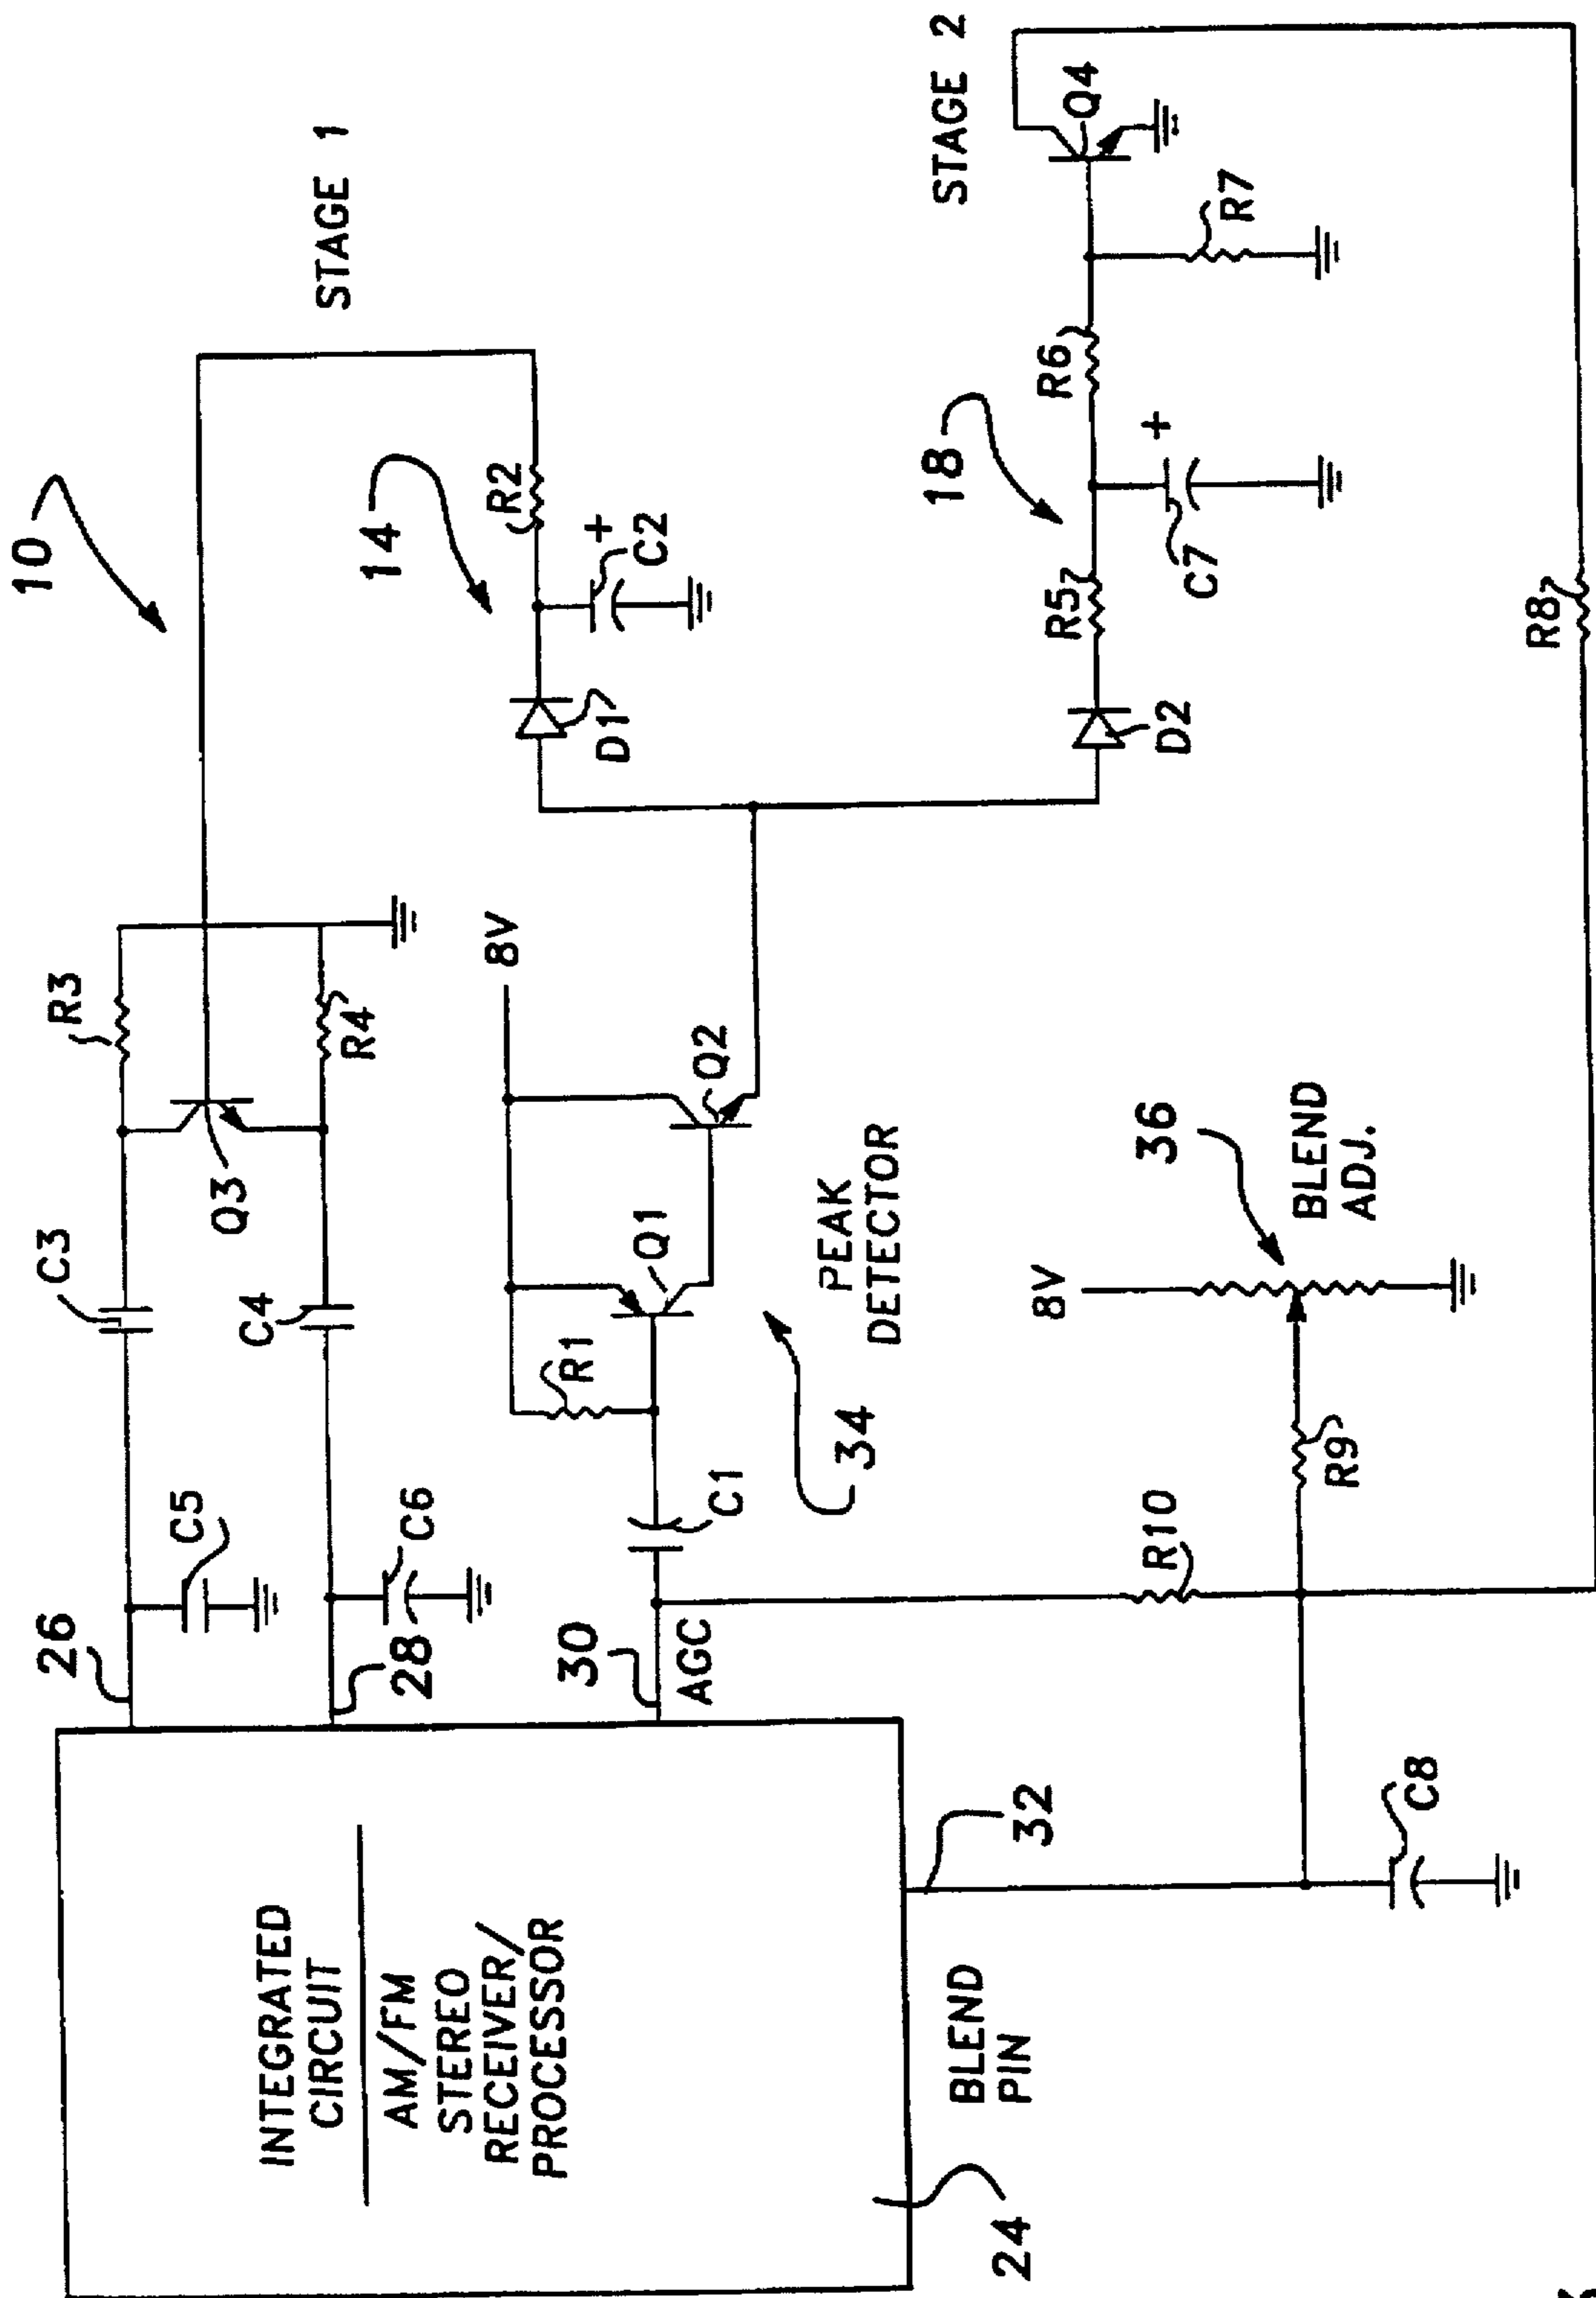 10
STAGE 1
26
C5
C3
R3
28
C6
C4
Q3
R4
14
R2
C2
+
D1
30
AGC
C1
R1
Q1
Q2
8V
34
PEAK
DETECTOR
STAGE 2
18
D2
R5
C7
+
R6
R7
Q4
INTEGRATED
CIRCUIT
AM/FM
STEREO
RECEIVER/
PROCESSOR
24
BLEND
PIN
32
C8
R10
R9
8V
36
BLEND
ADJ.
R8